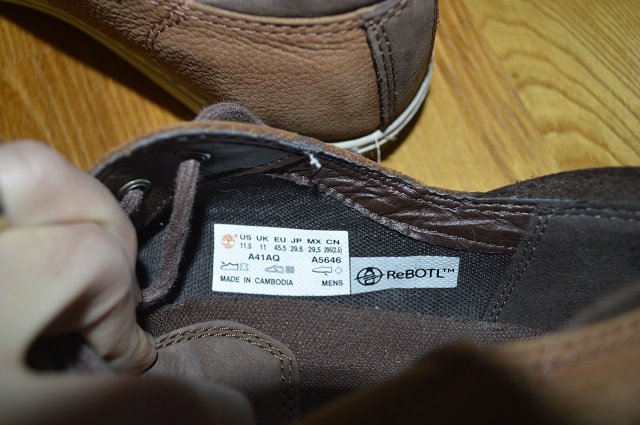 US UK EU JP MX CN
11.5 11 45.5 29.5 29,5 295(2.5)
A41AQ A5646
MADE IN CAMBODIA MENS
ReBOTL™